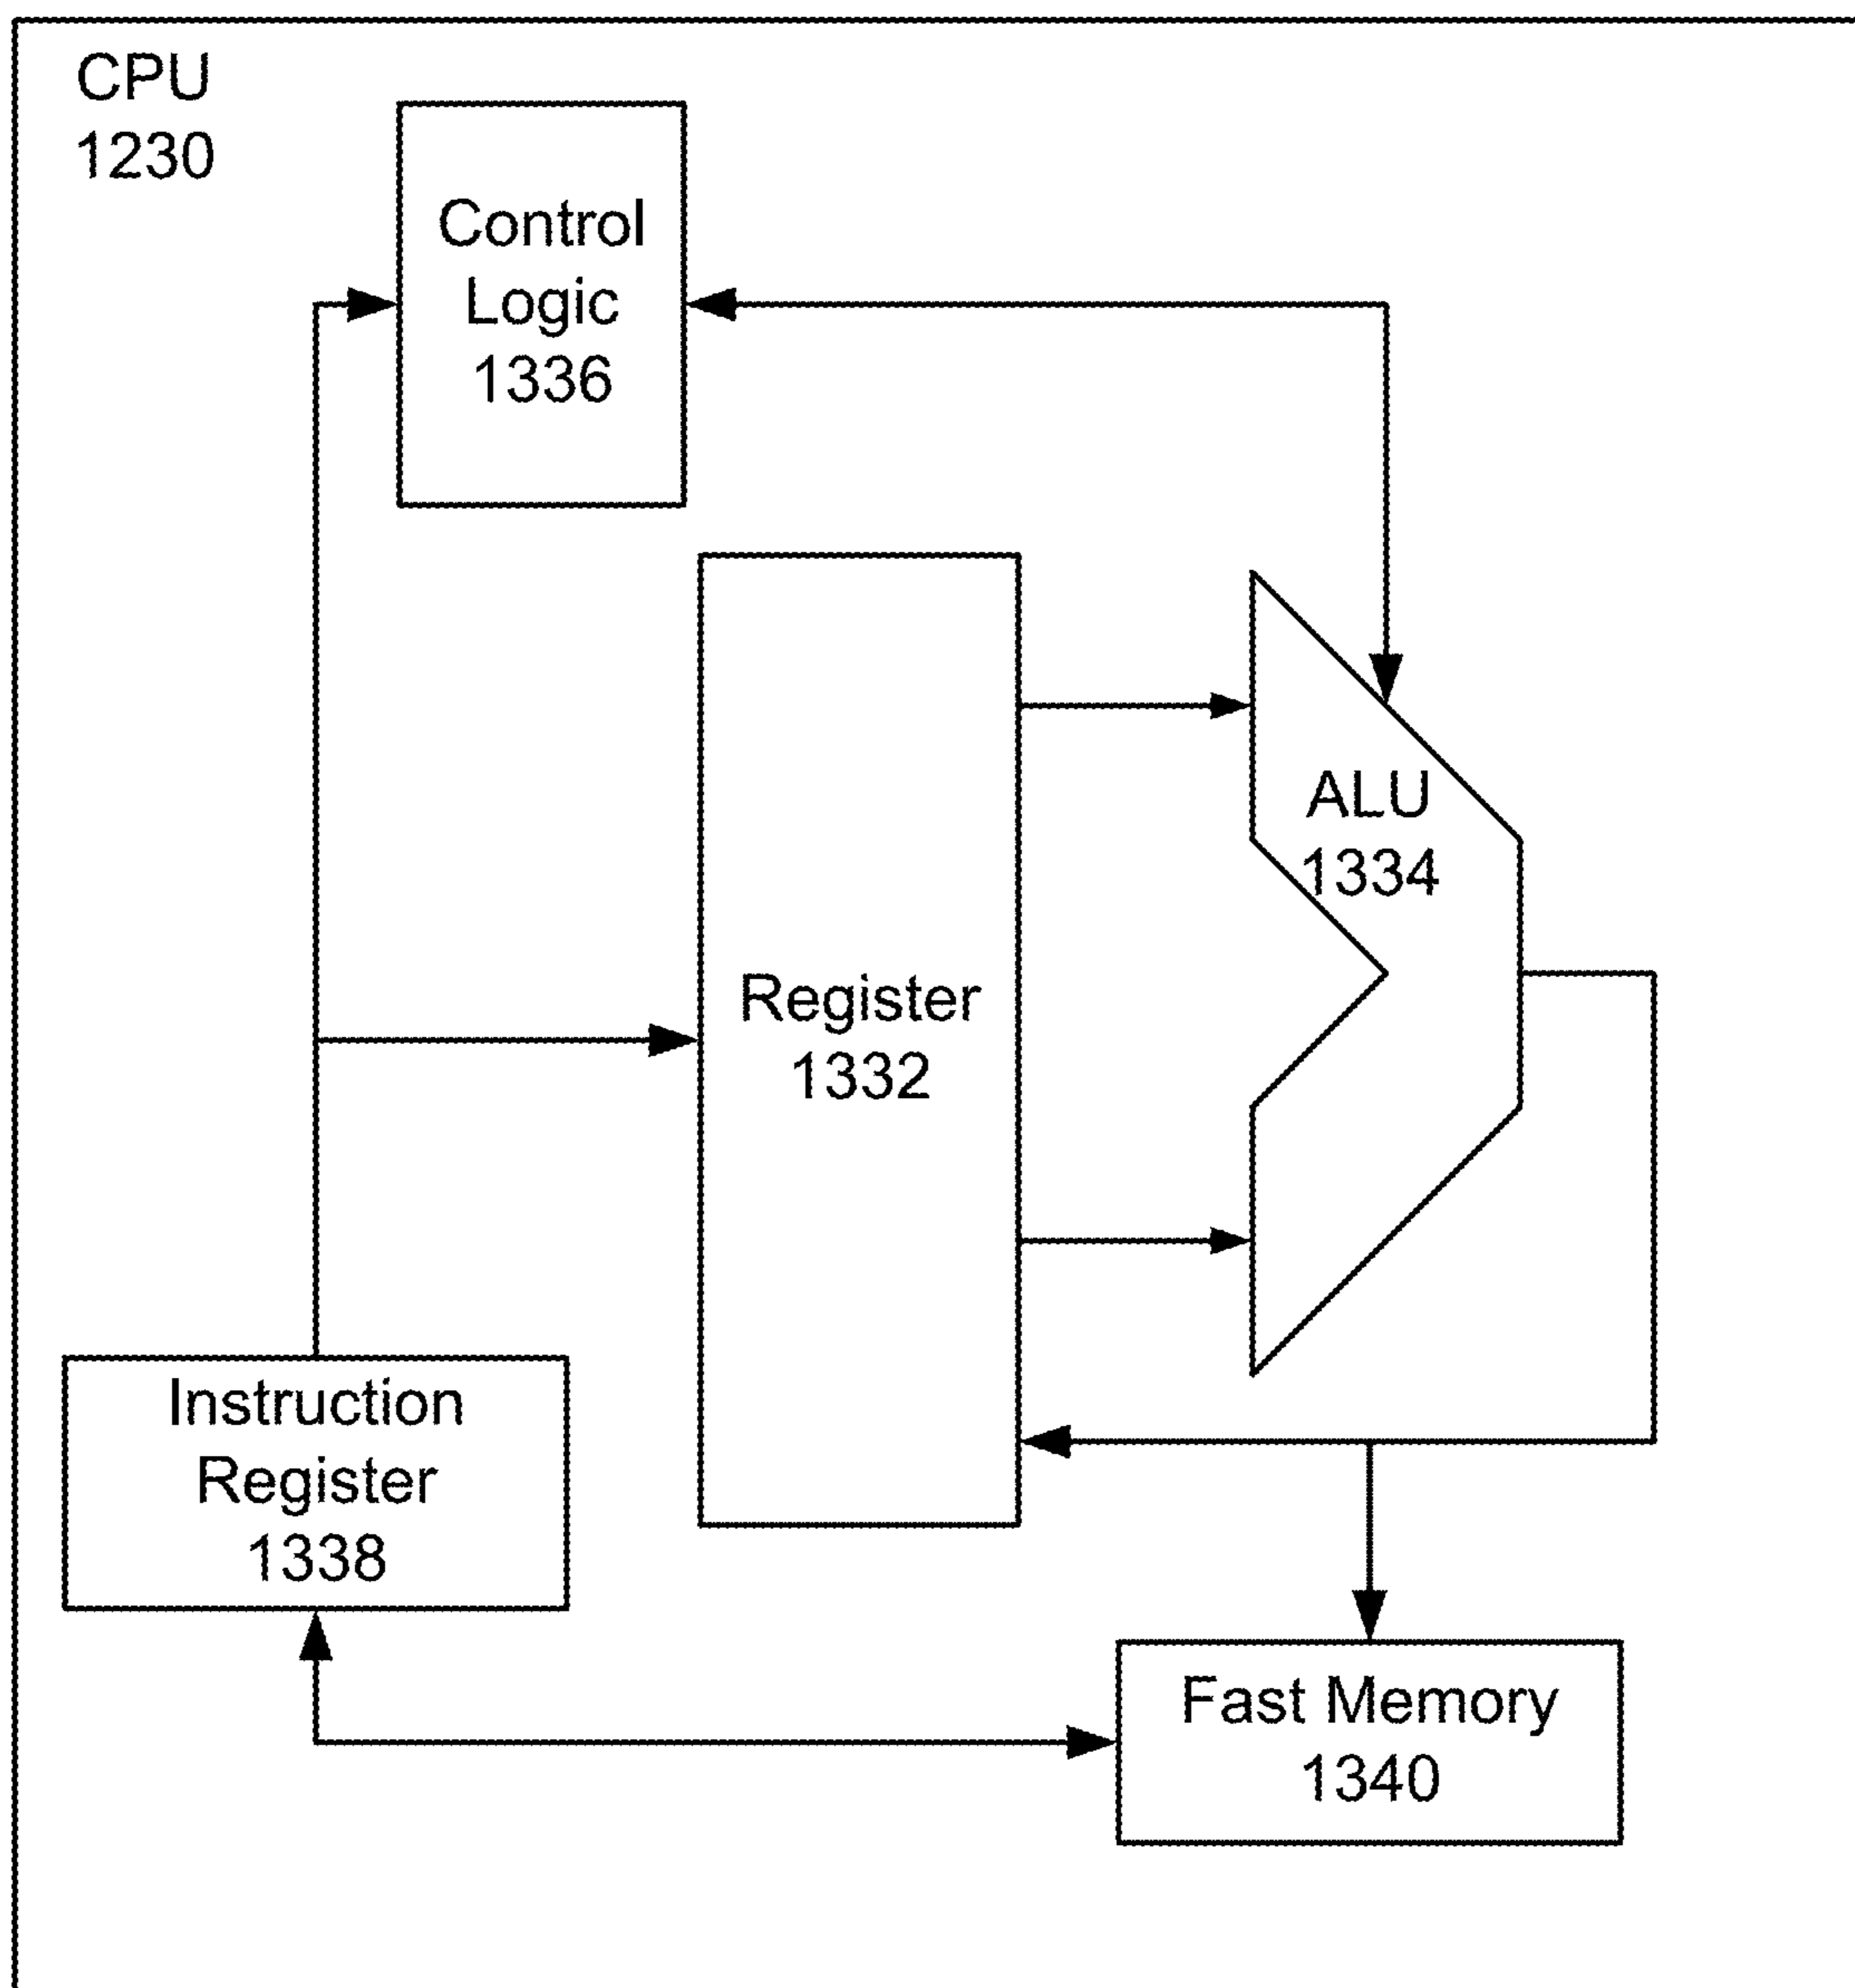 CPU
1230
Control
Logic
1336
ALU
1334
Register
1332
Instruction
Register
1338
Fast Memory
1340